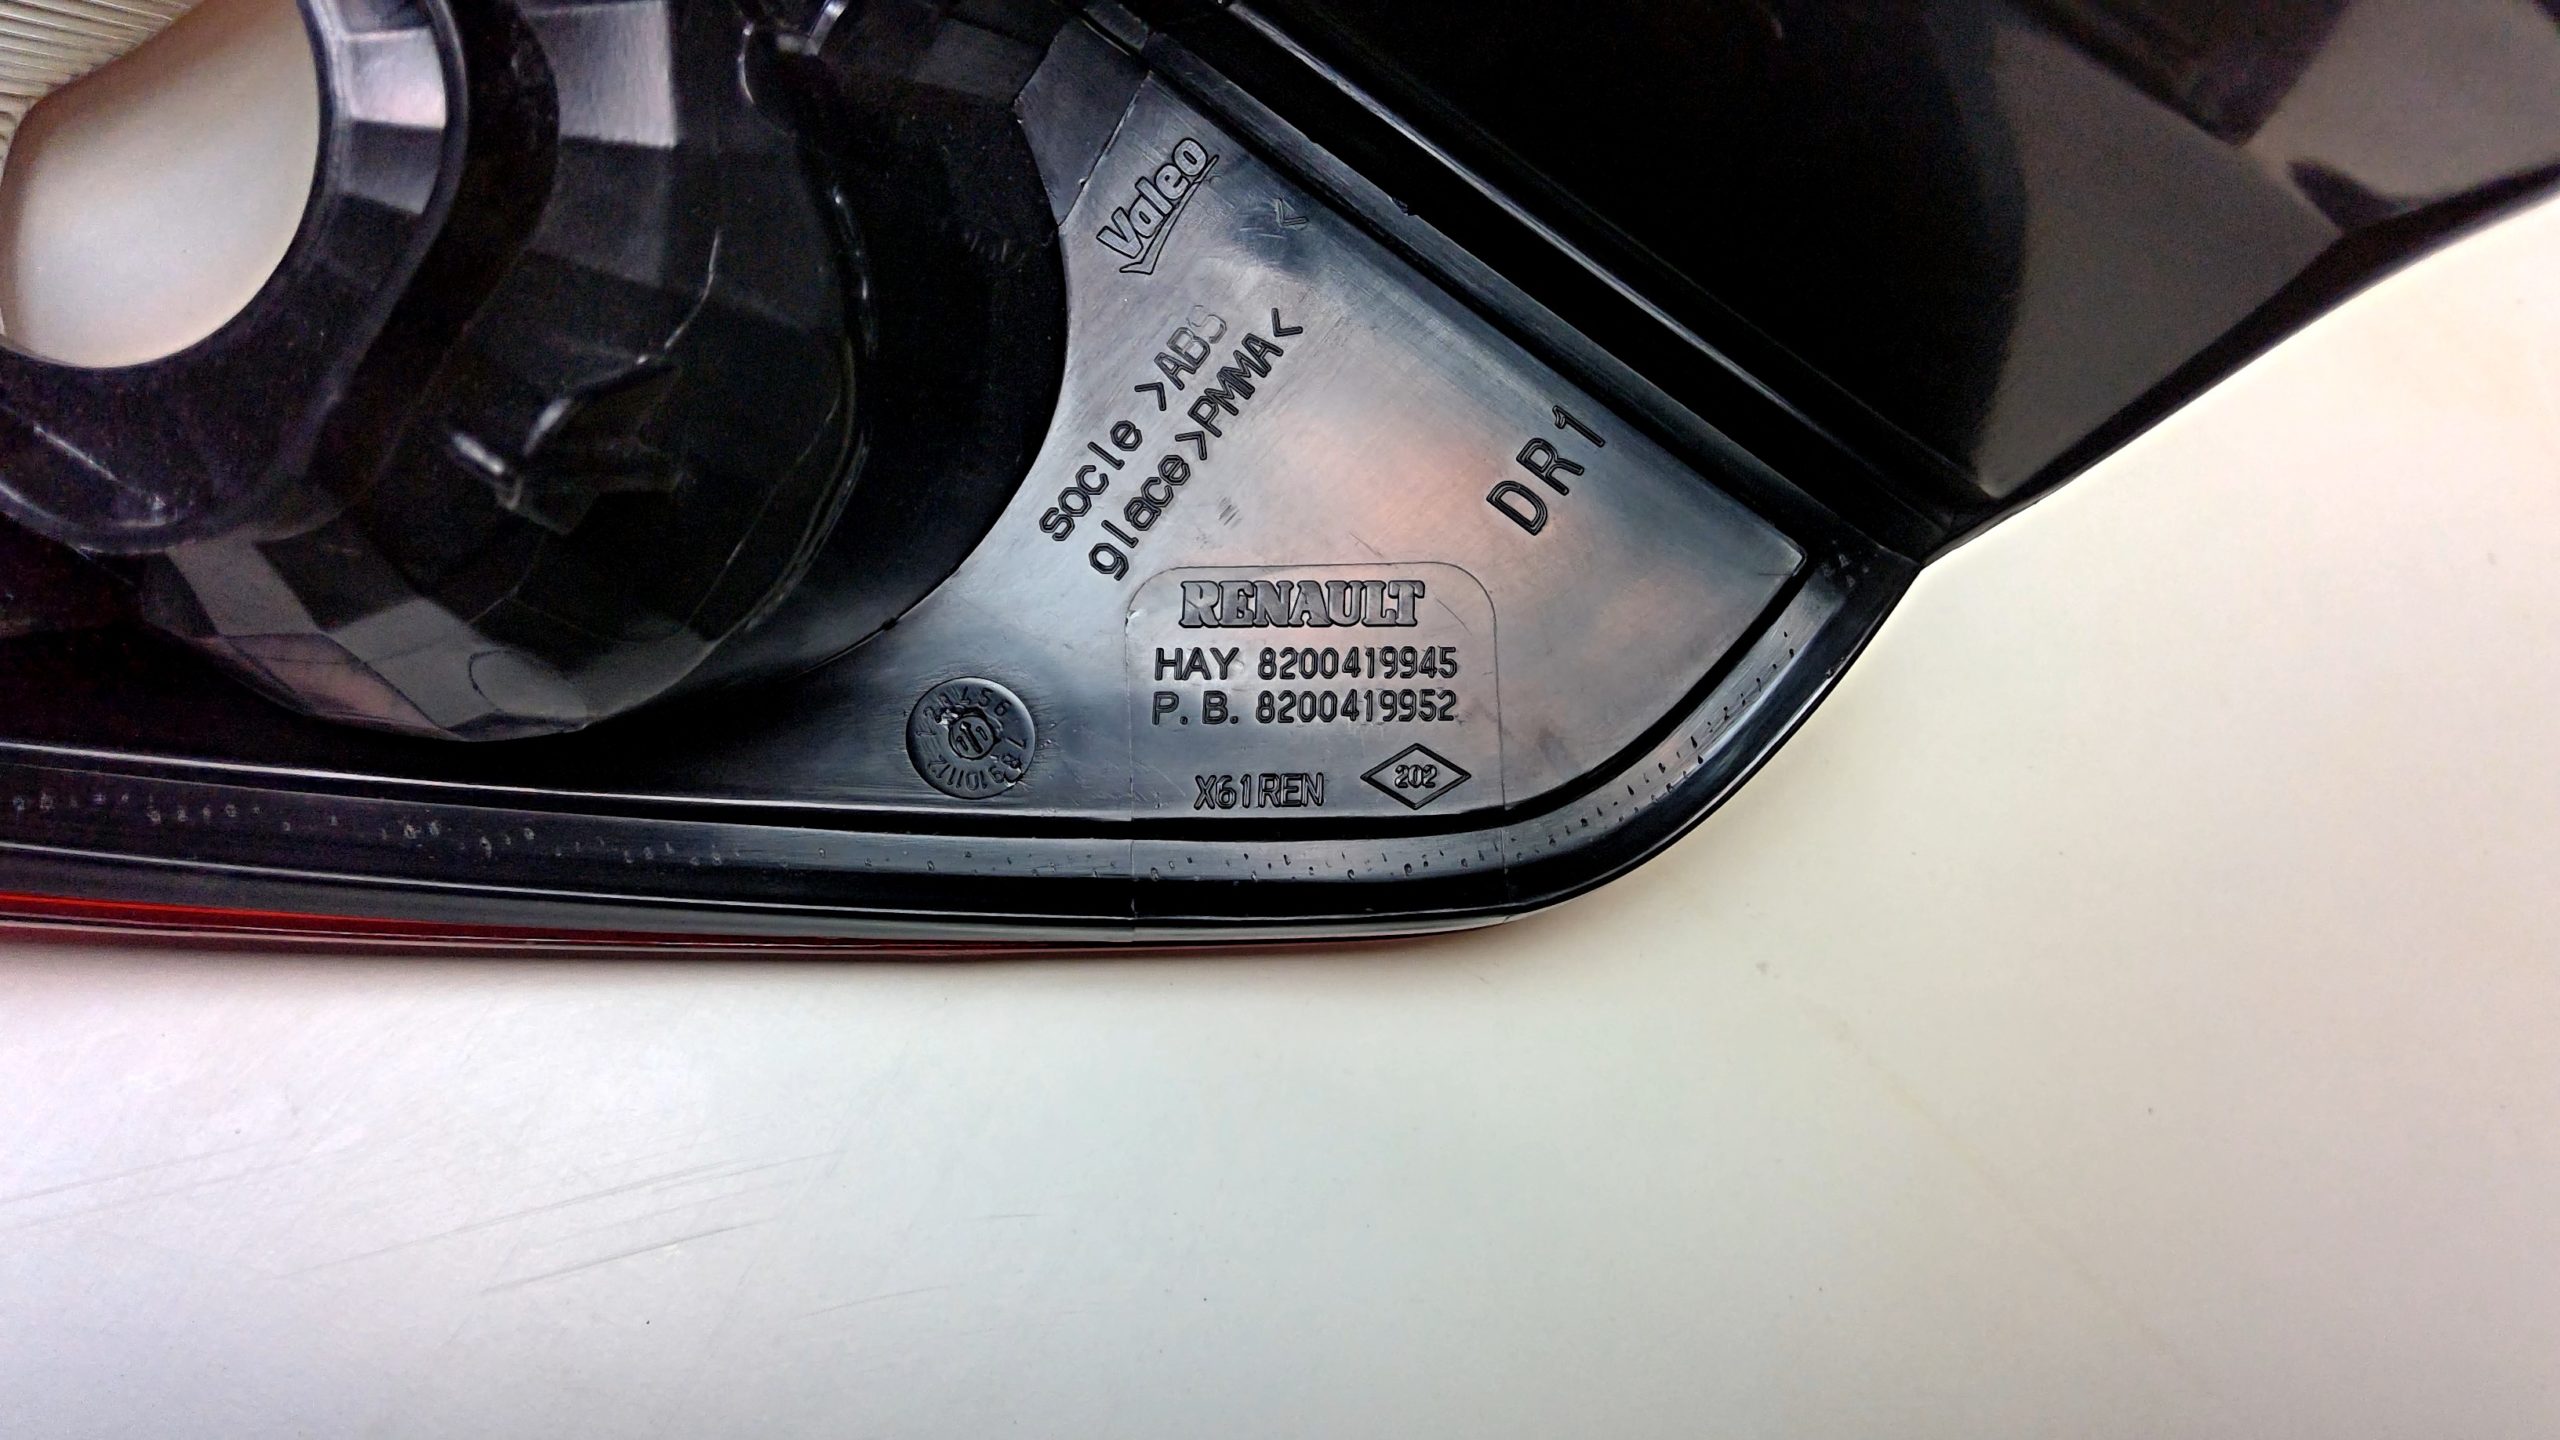 Valeo
socle >ABS
<
glace >PMMA<
DR1
RENAULT
HAY 8200419945
P.B. 8200419952
X61REN
202